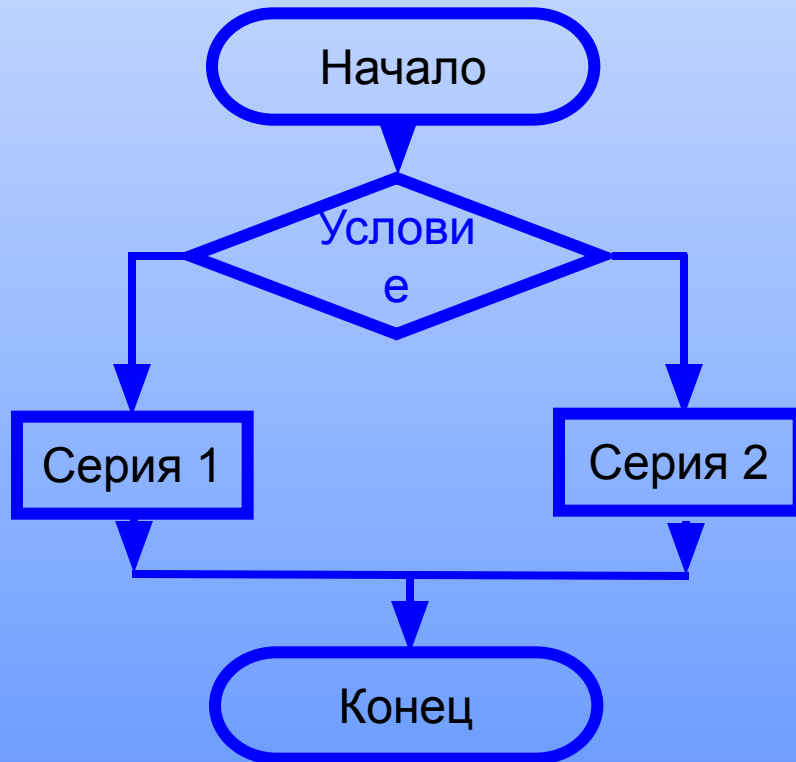 Начало
Услови
е
Серия 1
Серия 2
Конец